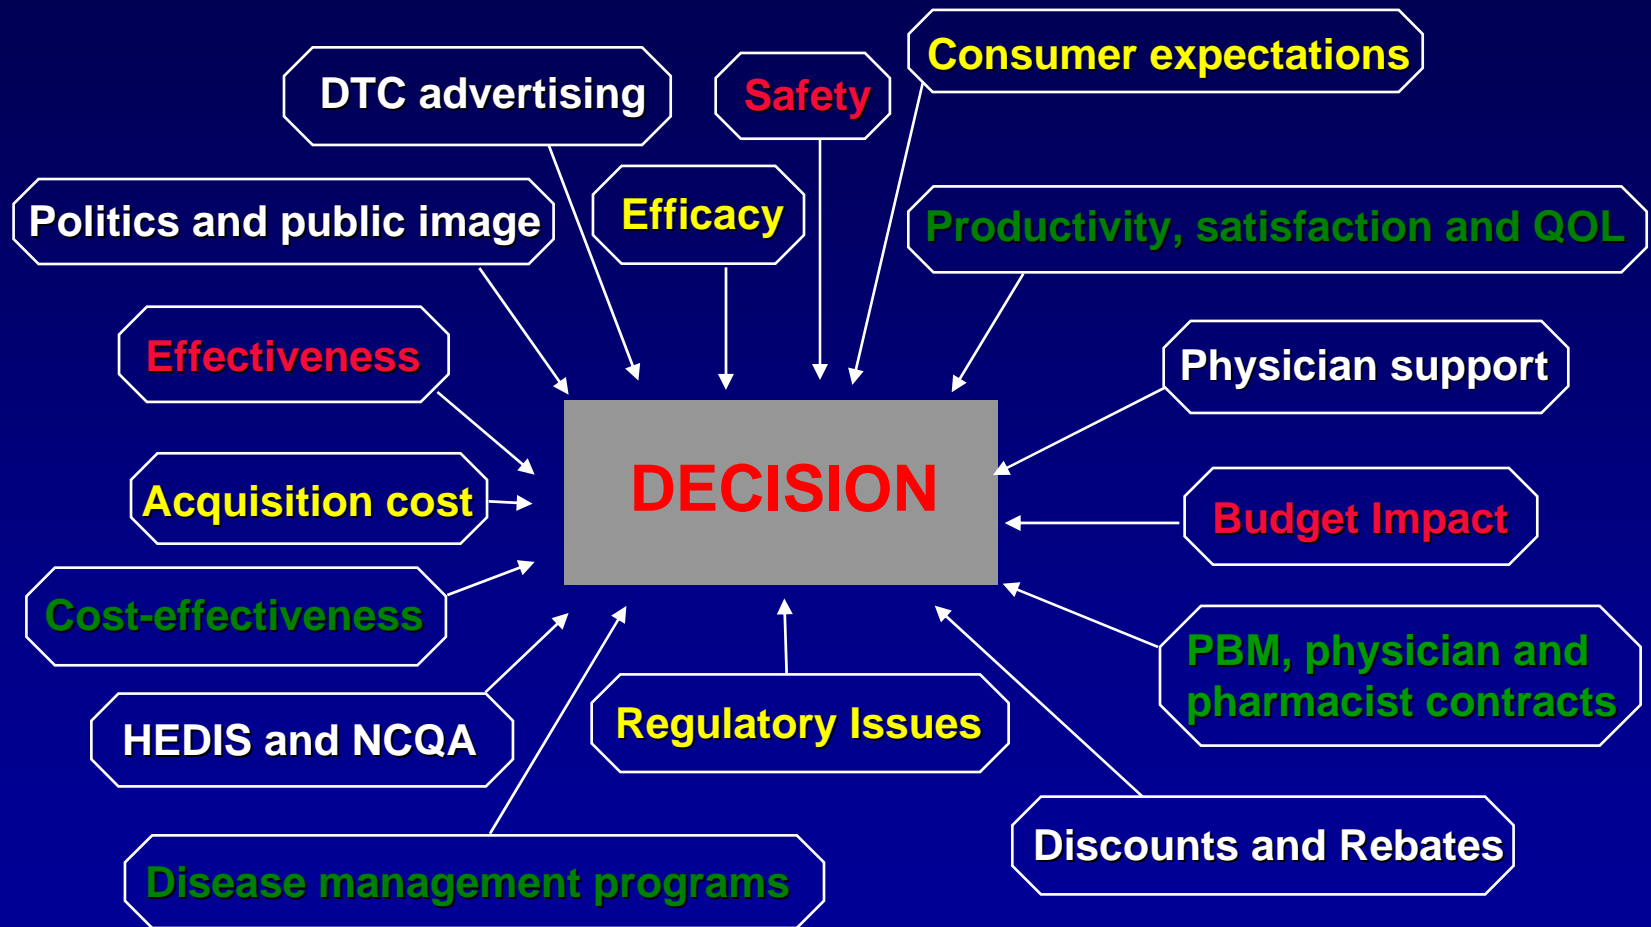 Consumer expectations
DTC advertising
Safety
Efficacy
Politics and public image
Productivity, satisfaction and QOL
Effectiveness
Physician support
DECISION
Acquisition cost
Budget Impact
Cost-effectiveness
PBM, physician and
pharmacist contracts
HEDIS and NCQA
Regulatory Issues
Discounts and Rebates
Disease management programs